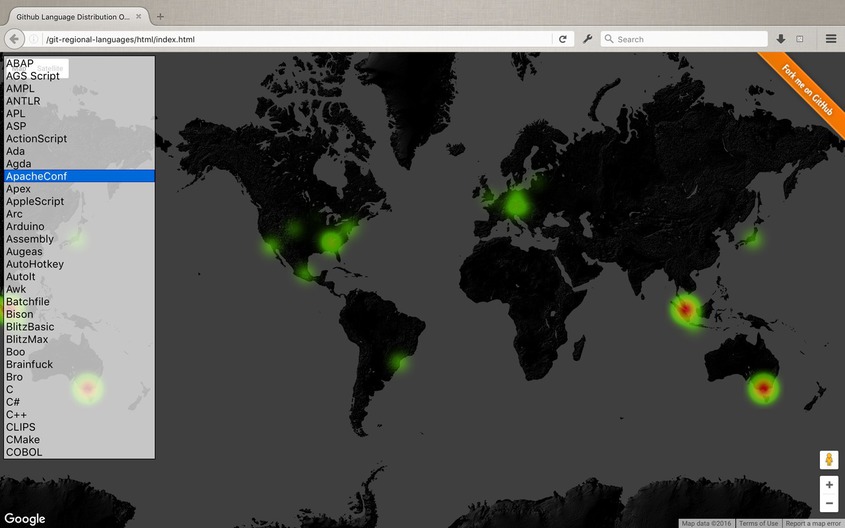 Github Language Distribution O...
/git-regional-languages/html/index.html
Search
Fork me on GitHub
Satellite
ABAP
AGS Script
AMPL
ANTLR
APL
ASP
ActionScript
Ada
Agda
ApacheConf
Apex
AppleScript
Arc
Arduino
Assembly
Augeas
AutoHotkey
AutoIt
Awk
Batchfile
Bison
BlitzBasic
BlitzMax
Boo
Brainfuck
Bro
C
C#
C++
CLIPS
CMake
COBOL
Google
Map data ©2016
Terms of Use
Report a map error